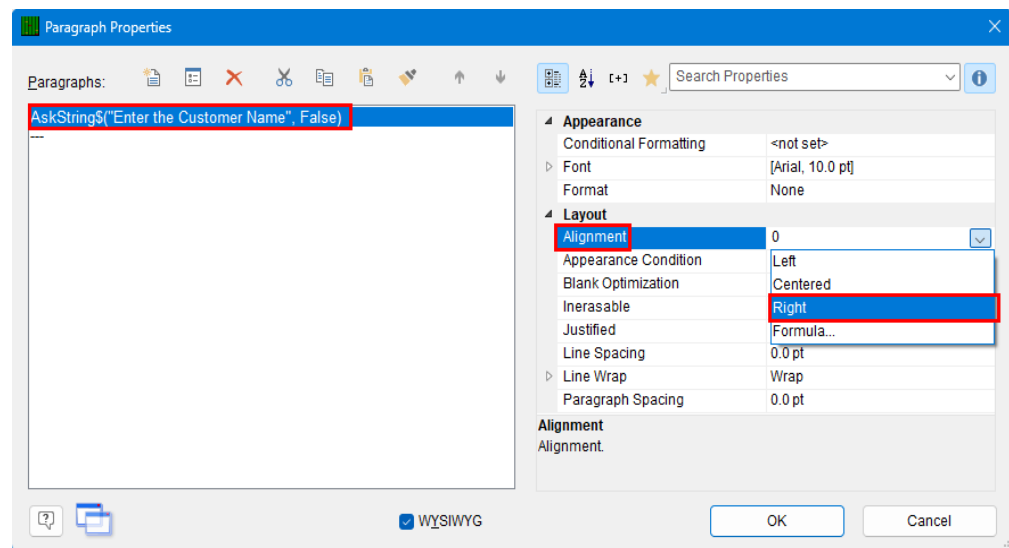 Paragraph Properties
Paragraphs:
Search Properties
AskString$("Enter the Customer Name", False)
---
Appearance
Conditional Formatting <not set>
Font [Arial, 10.0 pt]
Format None
Layout
Alignment 0
Appearance Condition Left
Blank Optimization Centered
Inerasable Right
Justified Formula...
Line Spacing 0.0 pt
Line Wrap Wrap
Paragraph Spacing 0.0 pt
Alignment
Alignment.
WYSIWYG
OK
Cancel